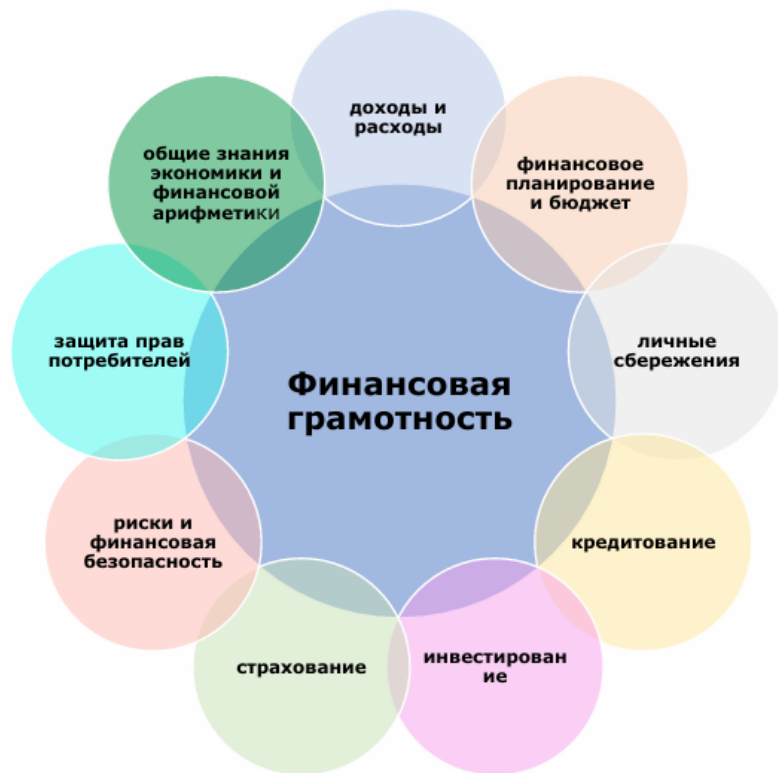 доходы и
расходы
финансовое
планирование
и бюджет
личные
сбережения
кредитование
инвестирован
ие
страхование
риски и
финансовая
безопасность
защита прав
потребителей
общие знания
экономики и
финансовой
арифметики
Финансовая
грамотность